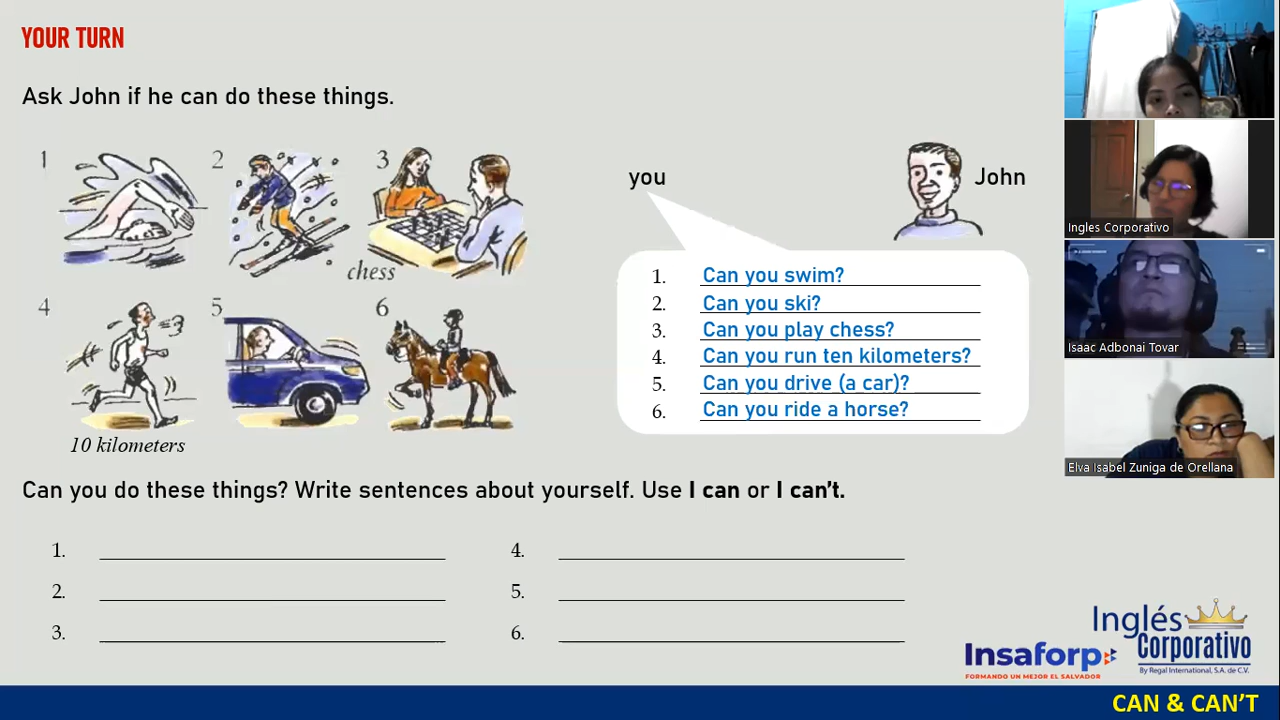 YOUR TURN
Ask John if he can do these things.
1
2
3
chess
4
5
6
10 kilometers
you
John
1. Can you swim?
2. Can you ski?
3. Can you play chess?
4. Can you run ten kilometers?
5. Can you drive (a car)?
6. Can you ride a horse?
Can you do these things? Write sentences about yourself. Use I can or I can't.
1.
2.
3.
4.
5.
6.
Ingles Corporativo
Isaac Adbonai Tovar
Elva Isabel Zuniga de Orellana
Insaforp
FORMANDO UN MEJOR EL SALVADOR
Inglés
Corporativo
By Regal International, S.A. de C.V.
CAN & CAN'T